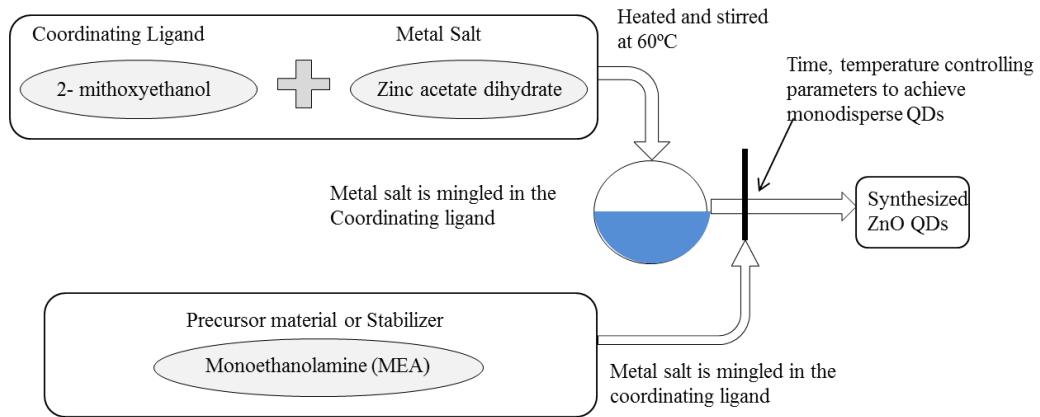 Coordinating Ligand
Metal Salt
2- mithoxyethanol
Zinc acetate dihydrate
Heated and stirred
at 60ºC
Time, temperature controlling
parameters to achieve
monodisperse QDs
Metal salt is mingled in the
Coordinating ligand
Synthesized
ZnO QDs
Precursor material or Stabilizer
Monoethanolamine (MEA)
Metal salt is mingled in the
coordinating ligand